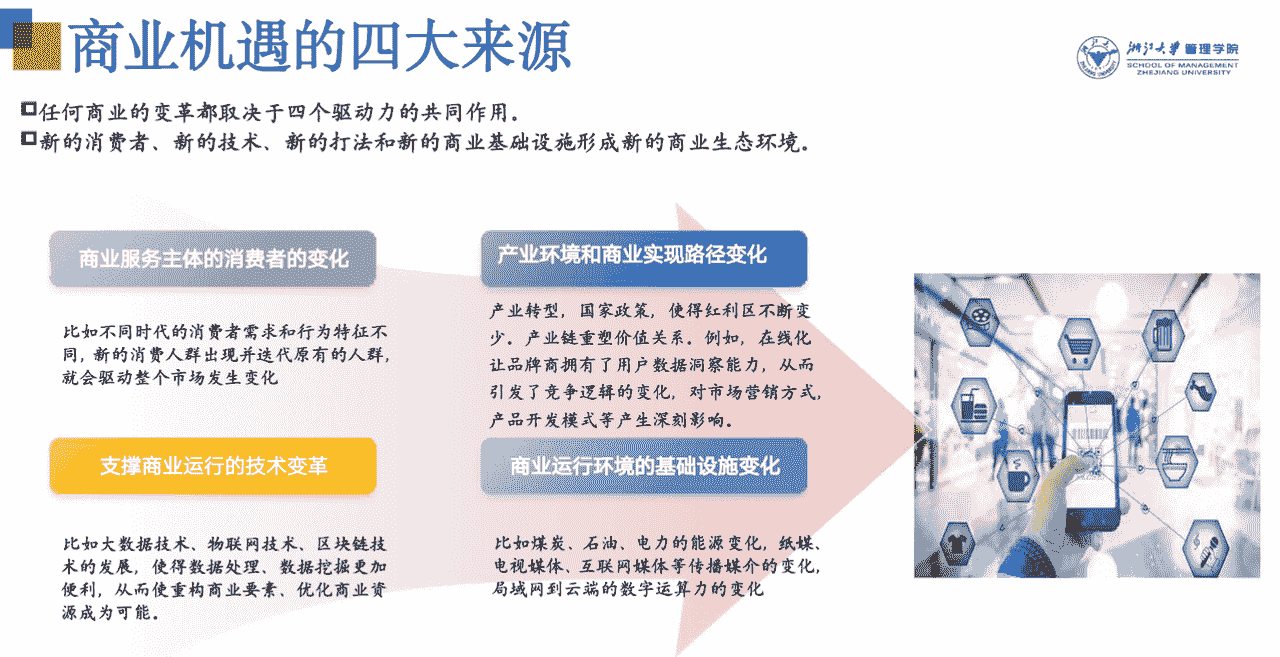 商业机遇的四大来源
浙江大学 管理学院
SCHOOL OF MANAGEMENT
ZHEJIANG UNIVERSITY
任何商业的变革都取决于四个驱动力的共同作用。
新的消费者、新的技术、新的打法和新的商业基础设施形成新的商业生态环境。
商业服务主体的消费者的变化
比如不同时代的消费者需求和行为特征不
同，新的消费人群出现并迭代原有的人群，
就会驱动整个市场发生变化
产业环境和商业实现路径变化
产业转型，国家政策，使得红利区不断变
少。产业链重塑价值关系。例如，在线化
让品牌商拥有了用户数据洞察能力，从而
引发了竞争逻辑的变化，对市场营销方式，
产品开发模式等产生深刻影响。
支撑商业运行的技术变革
比如大数据技术、物联网技术、区块链技
术的发展，使得数据处理、数据挖掘更加
便利，从而使重构商业要素、优化商业资
源成为可能。
商业运行环境的基础设施变化
比如煤炭、石油、电力的能源变化，纸媒、
电视媒体、互联网媒体等传播媒介的变化，
局域网到云端的数字运算力的变化